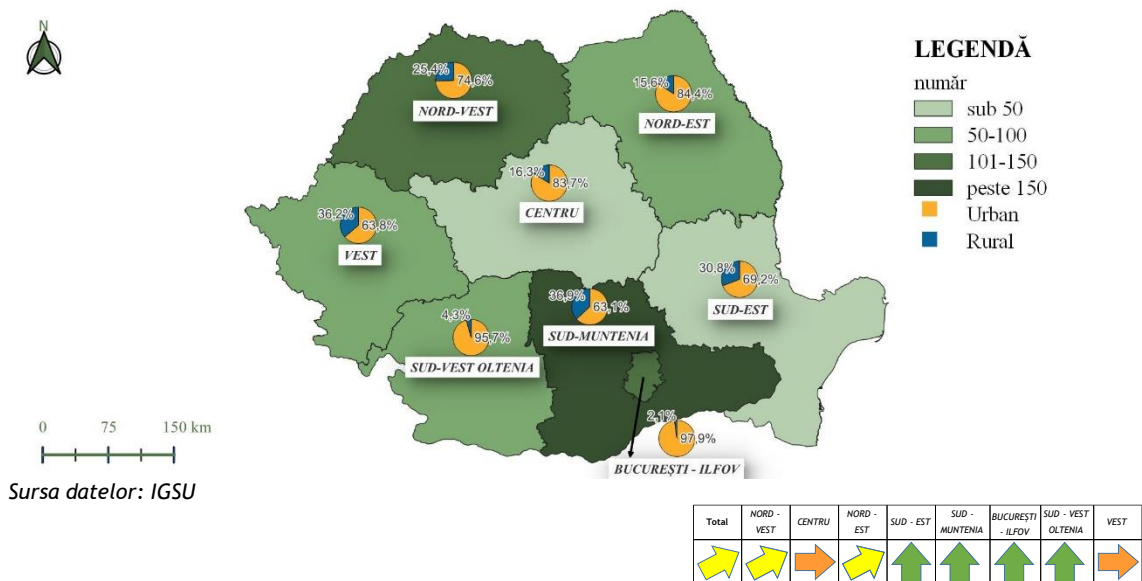 N
LEGENDĂ
număr
sub 50
50-100
101-150
peste 150
Urban
Rural
25,4%
74,6%
NORD-VEST
15,6%
84,4%
NORD-EST
16,3%
83,7%
CENTRU
36,2%
63,8%
VEST
30,8%
69,2%
SUD-EST
36,9%
63,1%
SUD-MUNTENIA
4,3%
95,7%
SUD-VEST OLTENIA
2,1%
97,9%
BUCUREȘTI - ILFOV
0 75 150 km
Sursa datelor: IGSU
Total
NORD -
VEST
CENTRU
NORD -
EST
SUD - EST
SUD -
MUNTENIA
BUCUREȘTI
- ILFOV
SUD - VEST
OLTENIA
VEST